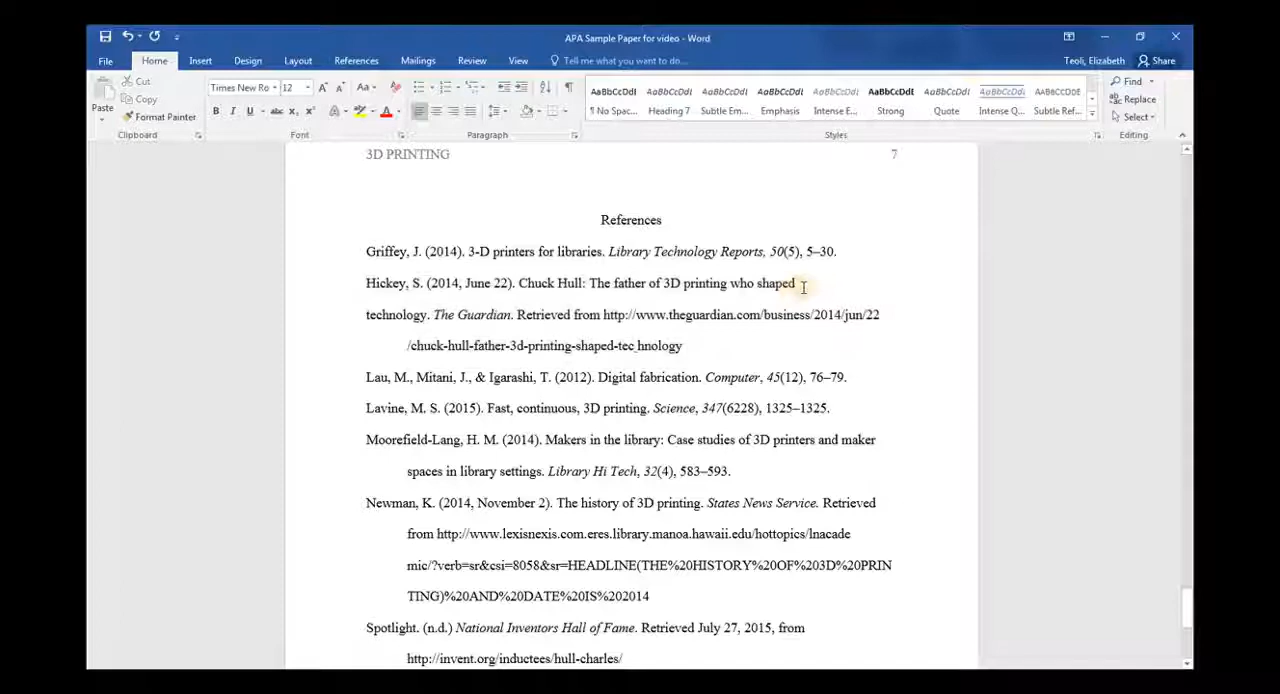 APA Sample Paper for video - Word
Teoli, Elizabeth
Share
File
Home
Insert
Design
Layout
References
Mailings
Review
View
Tell me what you want to do...
Paste
Cut
Copy
Format Painter
Clipboard
Times New Ro
12
Font
Paragraph
AaBbCcDdI AaBbCcDdI AaBbCcDdI AaBbCcDdI AaBbCcDdI AaBbCcDdI AaBbCcDdI AaBbCcDdI AABBCCDDE
¶ No Spac... Heading 7 Subtle Em... Emphasis Intense E... Strong Quote Intense Q... Subtle Ref...
Styles
Find
Replace
Select
Editing
3D PRINTING 7
References
Griffey, J. (2014). 3-D printers for libraries. Library Technology Reports, 50(5), 5–30.
Hickey, S. (2014, June 22). Chuck Hull: The father of 3D printing who shaped
technology. The Guardian. Retrieved from http://www.theguardian.com/business/2014/jun/22
/chuck-hull-father-3d-printing-shaped-tec hnology
Lau, M., Mitani, J., & Igarashi, T. (2012). Digital fabrication. Computer, 45(12), 76–79.
Lavine, M. S. (2015). Fast, continuous, 3D printing. Science, 347(6228), 1325–1325.
Moorefield-Lang, H. M. (2014). Makers in the library: Case studies of 3D printers and maker
spaces in library settings. Library Hi Tech, 32(4), 583–593.
Newman, K. (2014, November 2). The history of 3D printing. States News Service. Retrieved
from http://www.lexisnexis.com.eres.library.manoa.hawaii.edu/hottopics/lnacade
mic/?verb=sr&csi=8058&sr=HEADLINE(THE%20HISTORY%20OF%203D%20PRIN
TING)%20AND%20DATE%20IS%202014
Spotlight. (n.d.) National Inventors Hall of Fame. Retrieved July 27, 2015, from
http://invent.org/inductees/hull-charles/